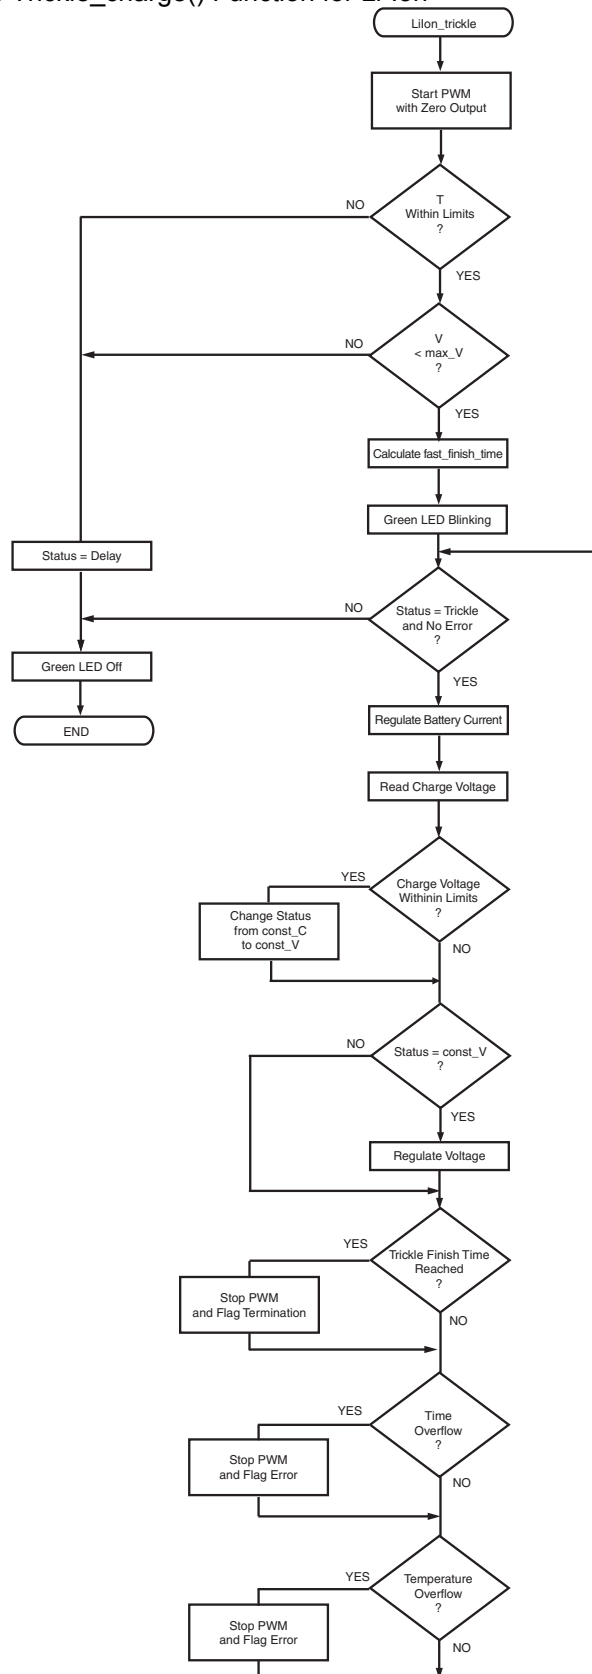 Trickle_charge() Function for Li-Ion
LiIon_trickle
Start PWM
with Zero Output
T
Within Limits
?
NO
YES
V
< max_V
?
NO
YES
Calculate fast_finish_time
Green LED Blinking
Status = Delay
Status = Trickle
and No Error
?
NO
YES
Green LED Off
END
Regulate Battery Current
Read Charge Voltage
Charge Voltage
Withinin Limits
?
YES
NO
Change Status
from const_C
to const_V
Status = const_V
?
NO
YES
Regulate Voltage
Trickle Finish Time
Reached
?
YES
NO
Stop PWM
and Flag Termination
Time
Overflow
?
YES
NO
Stop PWM
and Flag Error
Temperature
Overflow
?
YES
NO
Stop PWM
and Flag Error